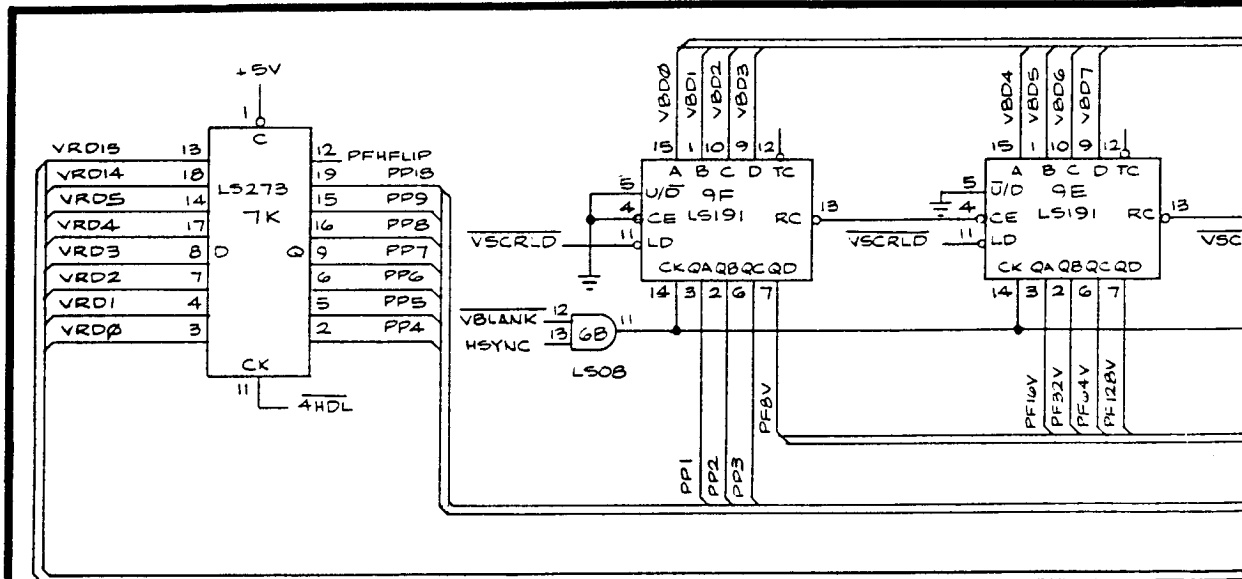 +5V
1
C
LS273
7K
D
Q
CK
11
4HDL
VRD15 13
VRD14 18
VRD5 14
VRD4 17
VRD3 8
VRD2 7
VRD1 4
VRD0 3
12 PFHFLIP
19 PP18
15 PP9
16 PP8
9 PP7
6 PP6
5 PP5
2 PP4
VBD0 VBD1 VBD2 VBD3
15 1 10 9 12
A B C D TC
5 U/D 9F
4 CE LS191 RC 13
VSCRLD 11 LD
CK QA QB QC QD
14 3 2 6 7
VBLANK 12
HSYNC 13
6B 11
LS08
PP1 PP2 PP3 PF8V
VBD4 VBD5 VBD6 VBD7
15 1 10 9 12
A B C D TC
5 U/D 9E
4 CE LS191 RC 13
VSCRLD 11 LD
CK QA QB QC QD
14 3 2 6 7
PF16V PF32V PF64V PF128V
VSC